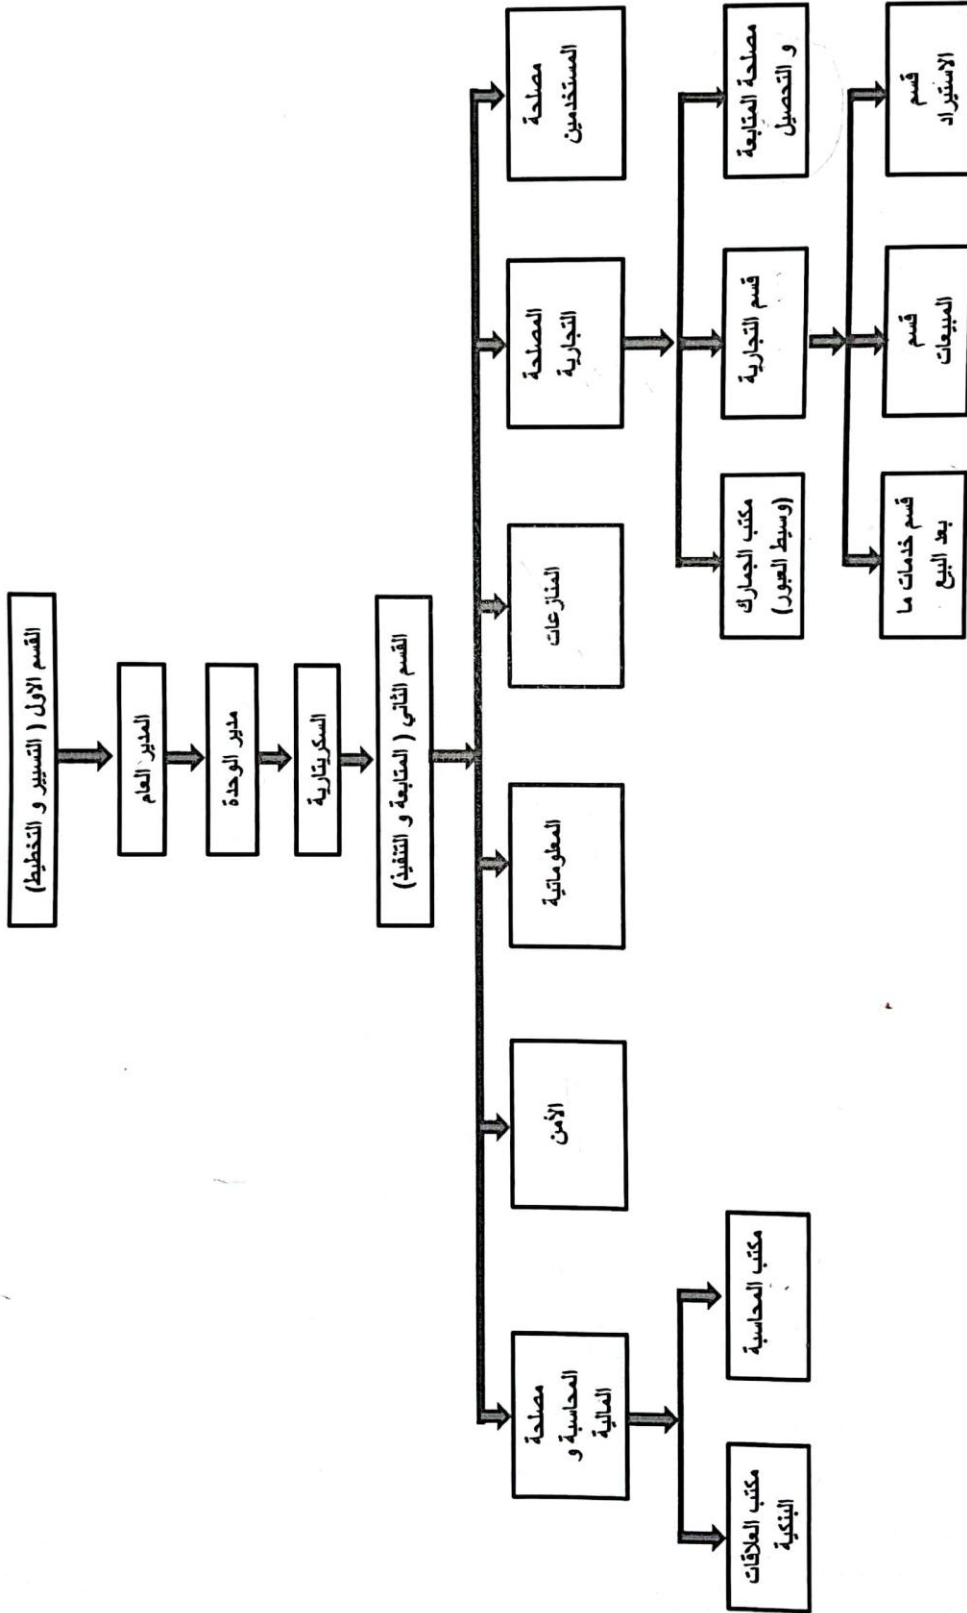 القسم الاول ( التسيير و التخطيط)
المدير العام
مدير الوحدة
السكريتارية
القسم الثاني ( المتابعة و التنفيذ)
مصلحة
المستخدمين
المصلحة
التجارية
المنازعات
المعلوماتية
الأمن
مصلحة
المحاسبة و
المالية
مصلحة المتابعة
و التحصيل
قسم التجارية
مكتب الجمارك
(وسيط العبور)
مكتب المحاسبة
مكتب العلاقات
البنكية
قسم
الاستيراد
قسم
المبيعات
قسم خدمات ما
بعد البيع